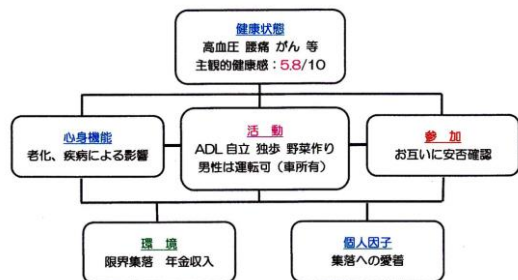 健康状態
高血圧 腰痛 がん 等
主観的健康感：5.8/10
心身機能
老化、疾病による影響
活 動
ADL 自立 独歩 野菜作り
男性は運転可（車所有）
参 加
お互いに安否確認
環 境
限界集落 年金収入
個人因子
集落への愛着